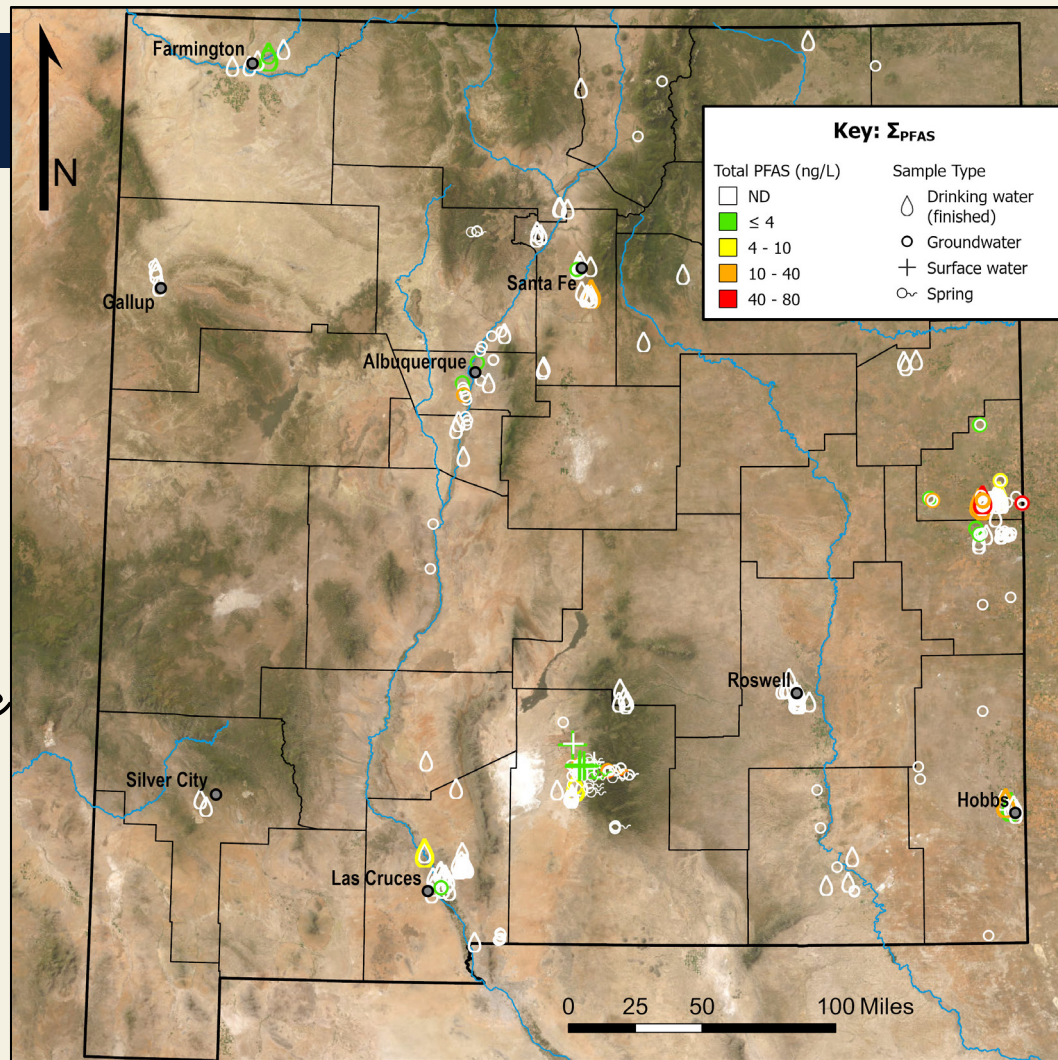 Farmington
N
Key: ΣPFAS
Total PFAS (ng/L)
ND
≤ 4
4 - 10
10 - 40
40 - 80
Sample Type
Drinking water
(finished)
Groundwater
Surface water
Spring
Gallup
Santa Fe
Albuquerque
Roswell
Silver City
Hobbs
Las Cruces
0 25 50 100 Miles